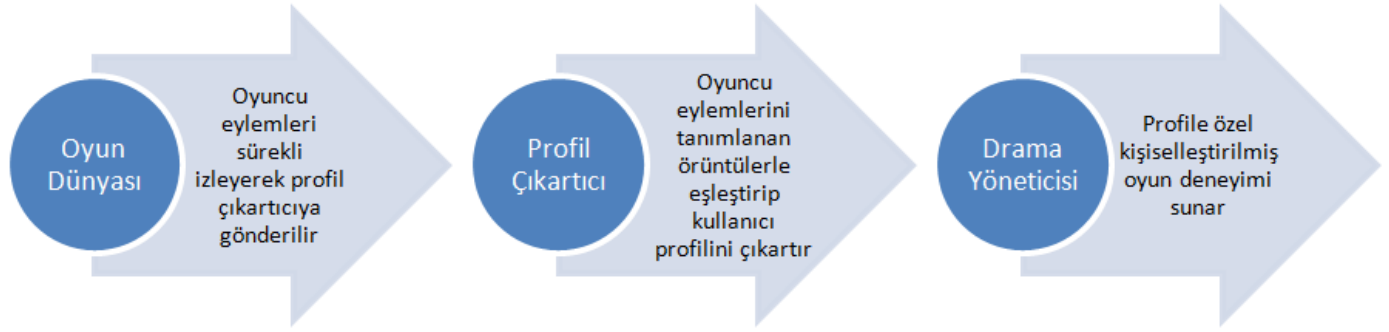 Oyun
Dünyası
Oyuncu
eylemleri
sürekli
izleyerek profil
çıkartıcıya
gönderilir
Profil
Çıkartıcı
Oyuncu
eylemlerini
tanımlanan
örüntülerle
eşleştirip
kullanıcı
profilini çıkartır
Drama
Yöneticisi
Profile özel
kişiselleştirilmiş
oyun deneyimi
sunar